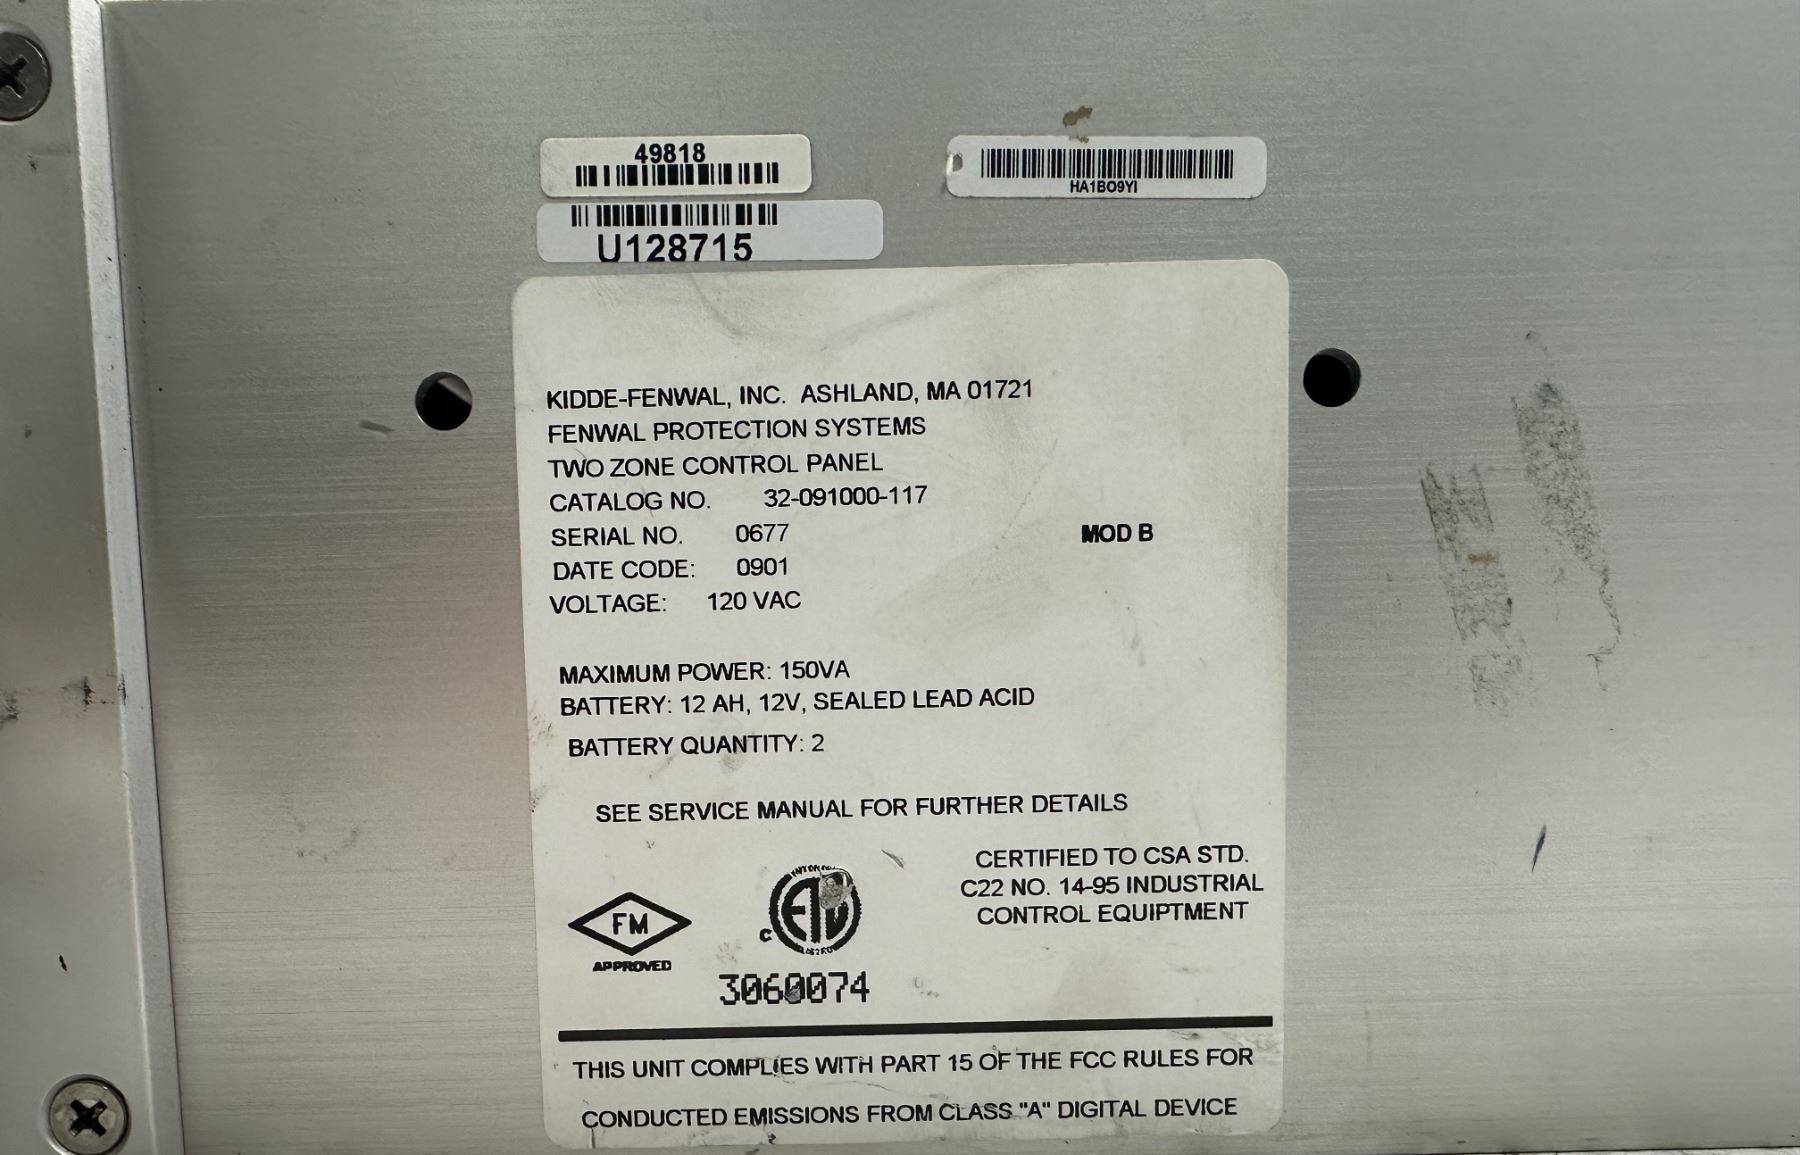 49818
HA1BO9YI
U128715
KIDDE-FENWAL, INC. ASHLAND, MA 01721
FENWAL PROTECTION SYSTEMS
TWO ZONE CONTROL PANEL
CATALOG NO. 32-091000-117
SERIAL NO. 0677 MOD B
DATE CODE: 0901
VOLTAGE: 120 VAC
MAXIMUM POWER: 150VA
BATTERY: 12 AH, 12V, SEALED LEAD ACID
BATTERY QUANTITY: 2
SEE SERVICE MANUAL FOR FURTHER DETAILS
CERTIFIED TO CSA STD.
C22 NO. 14-95 INDUSTRIAL
CONTROL EQUIPTMENT
FM
APPROVED
C
3060074
THIS UNIT COMPLIES WITH PART 15 OF THE FCC RULES FOR
CONDUCTED EMISSIONS FROM CLASS "A" DIGITAL DEVICE